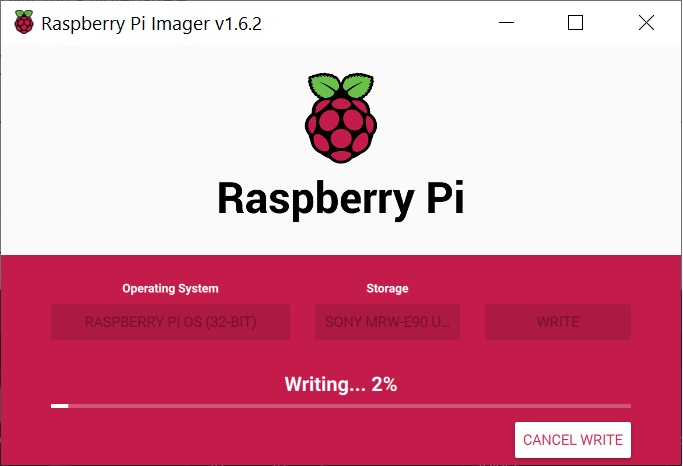 Raspberry Pi Imager v1.6.2
Raspberry Pi
Operating System
Storage
RASPBERRY PI OS (32-BIT)
SONY MRW-E90 U...
WRITE
Writing... 2%
CANCEL WRITE